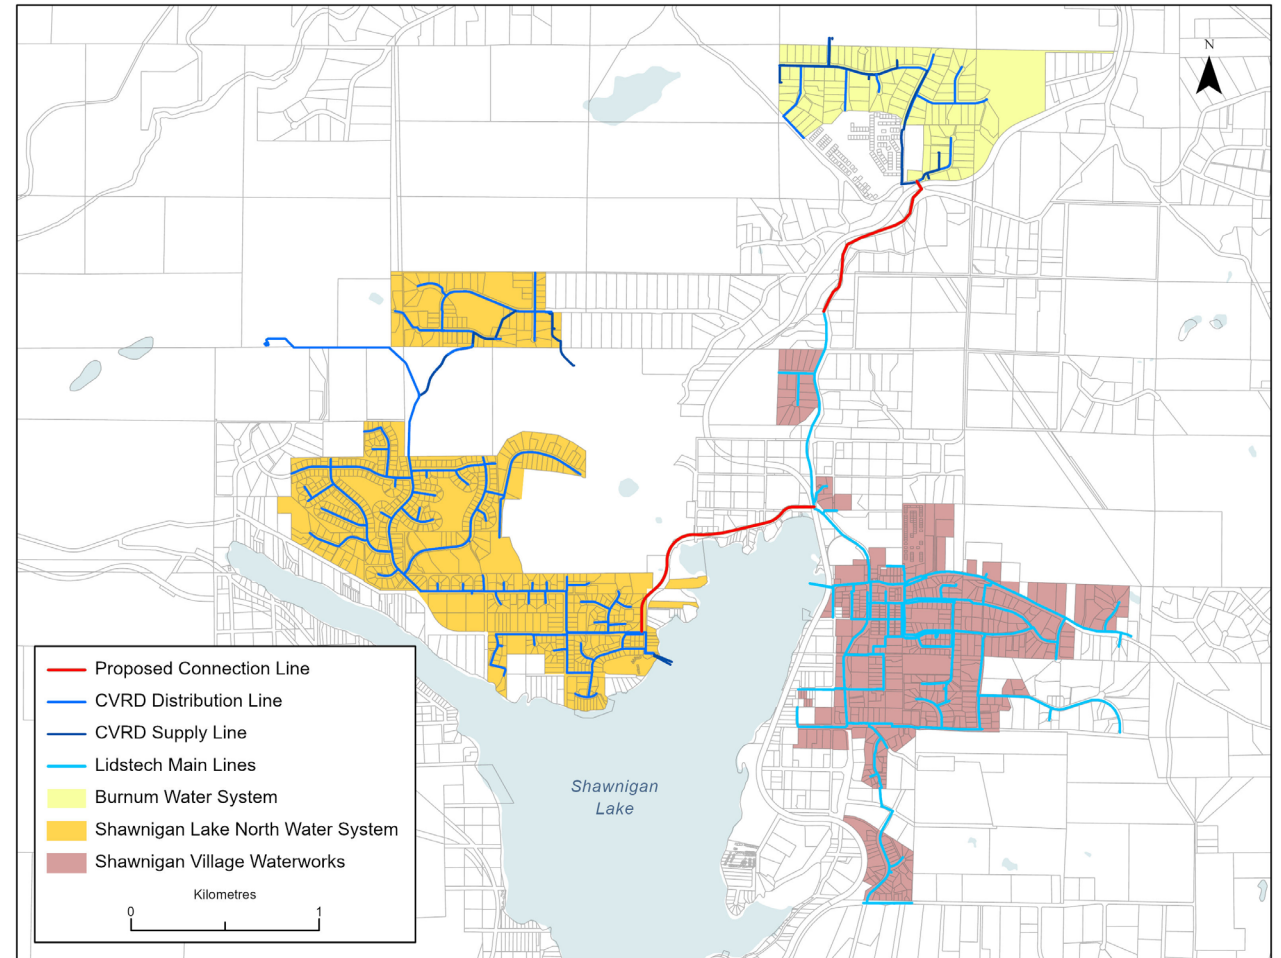 N
Shawnigan
Lake
Proposed Connection Line
CVRD Distribution Line
CVRD Supply Line
Lidstech Main Lines
Burnum Water System
Shawnigan Lake North Water System
Shawnigan Village Waterworks
Kilometres
0 1